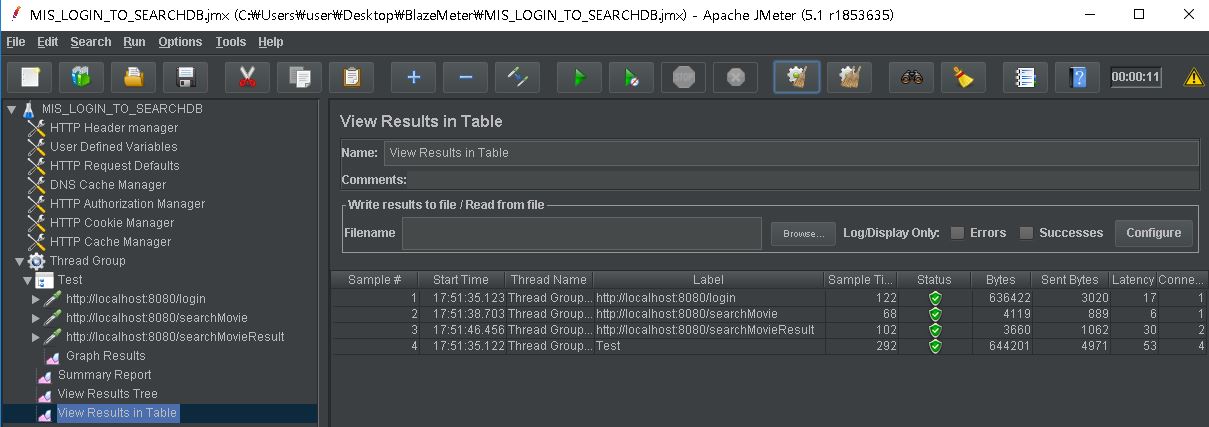 MIS_LOGIN_TO_SEARCHDB.jmx (C:₩Users₩user₩Desktop₩BlazeMeter₩MIS_LOGIN_TO_SEARCHDB.jmx) - Apache JMeter (5.1 r1853635)
File Edit Search Run Options Tools Help
STOP
00:00:11
MIS_LOGIN_TO_SEARCHDB
HTTP Header manager
User Defined Variables
HTTP Request Defaults
DNS Cache Manager
HTTP Authorization Manager
HTTP Cookie Manager
HTTP Cache Manager
Thread Group
Test
http://localhost:8080/login
http://localhost:8080/searchMovie
http://localhost:8080/searchMovieResult
Graph Results
Summary Report
View Results Tree
View Results in Table
View Results in Table
Name: View Results in Table
Comments:
Write results to file / Read from file
Filename Browse... Log/Display Only: Errors Successes Configure
Sample # Start Time Thread Name Label Sample Ti... Status Bytes Sent Bytes Latency Conne...
1 17:51:35.123 Thread Group... http://localhost:8080/login 122 636422 3020 17 1
2 17:51:38.703 Thread Group... http://localhost:8080/searchMovie 68 4119 889 6 1
3 17:51:46.456 Thread Group... http://localhost:8080/searchMovieResult 102 3660 1062 30 2
4 17:51:35.122 Thread Group... Test 292 644201 4971 53 4